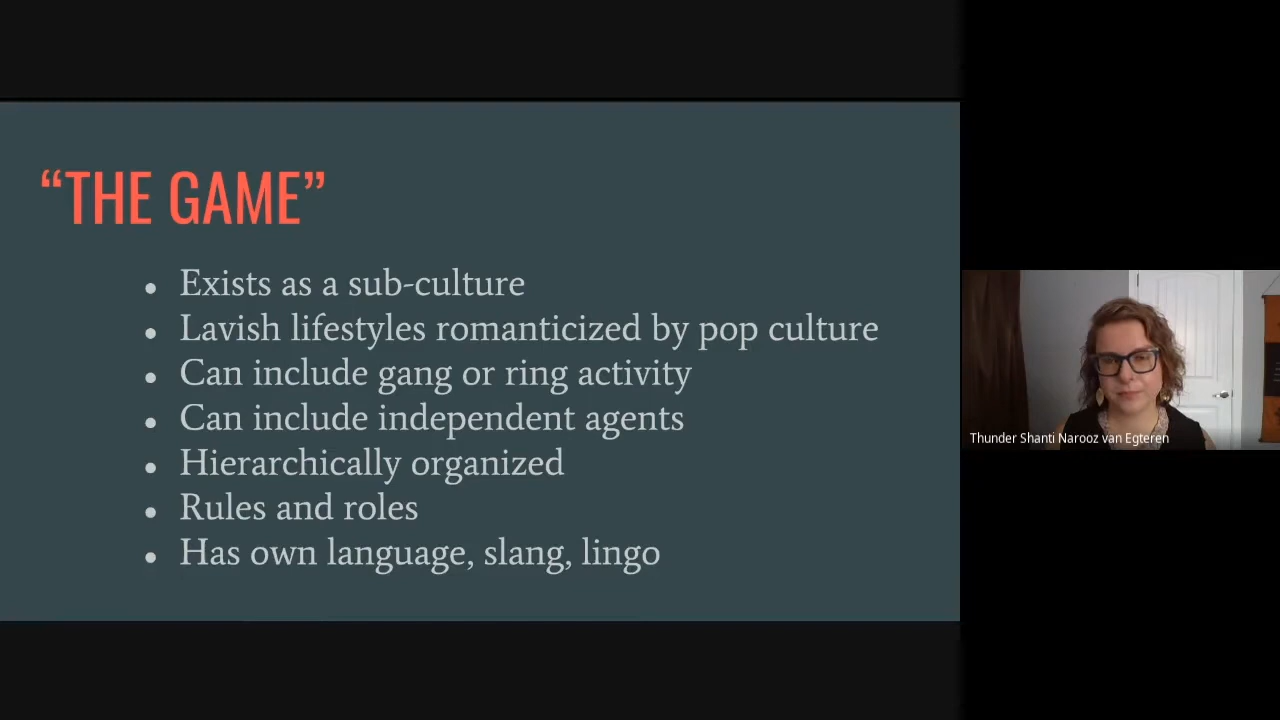 “THE GAME”
• Exists as a sub-culture
• Lavish lifestyles romanticized by pop culture
• Can include gang or ring activity
• Can include independent agents
• Hierarchically organized
• Rules and roles
• Has own language, slang, lingo
Thunder Shanti Narooz van Egteren